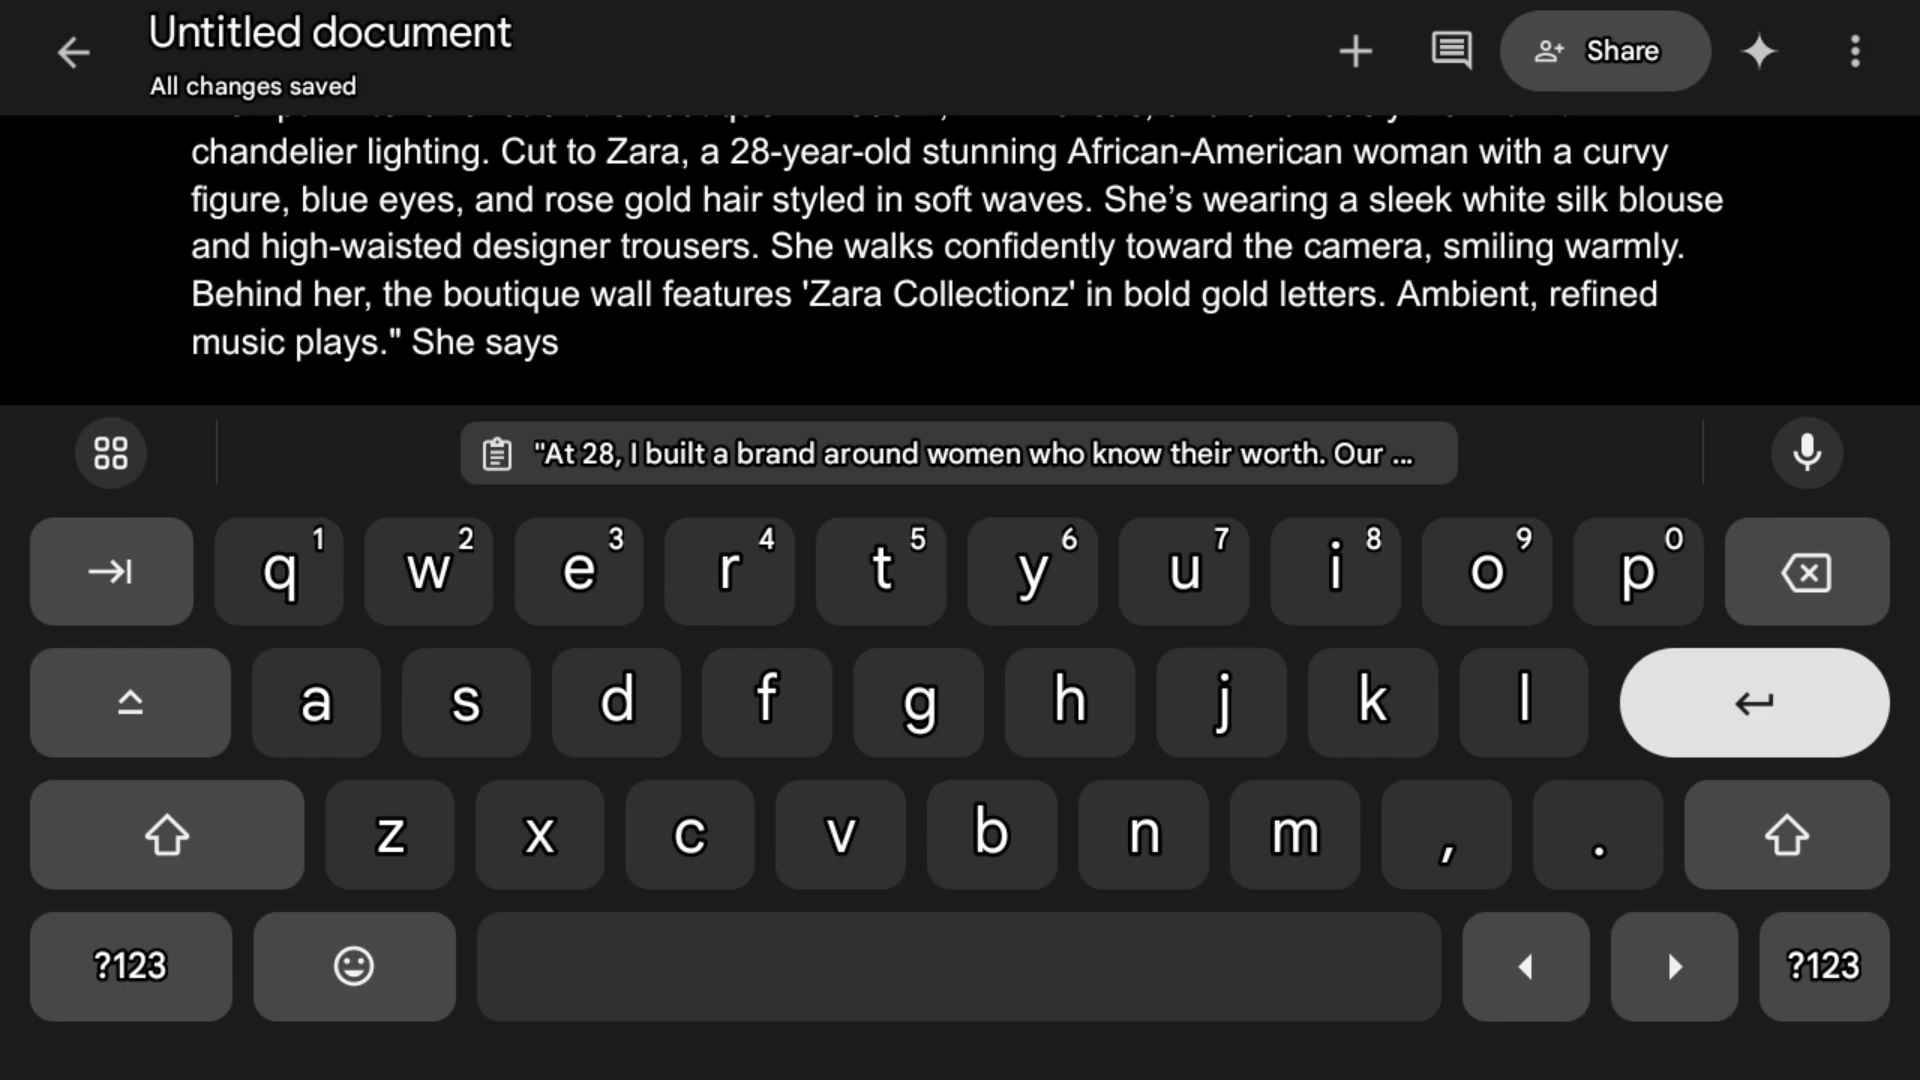 Untitled document
All changes saved
Share
chandelier lighting. Cut to Zara, a 28-year-old stunning African-American woman with a curvy
figure, blue eyes, and rose gold hair styled in soft waves. She’s wearing a sleek white silk blouse
and high-waisted designer trousers. She walks confidently toward the camera, smiling warmly.
Behind her, the boutique wall features 'Zara Collectionz' in bold gold letters. Ambient, refined
music plays." She says
"At 28, I built a brand around women who know their worth. Our ...
q 1 w 2 e 3 r 4 t 5 y 6 u 7 i 8 o 9 p 0
a s d f g h j k l
z x c v b n m , .
?123 ?123